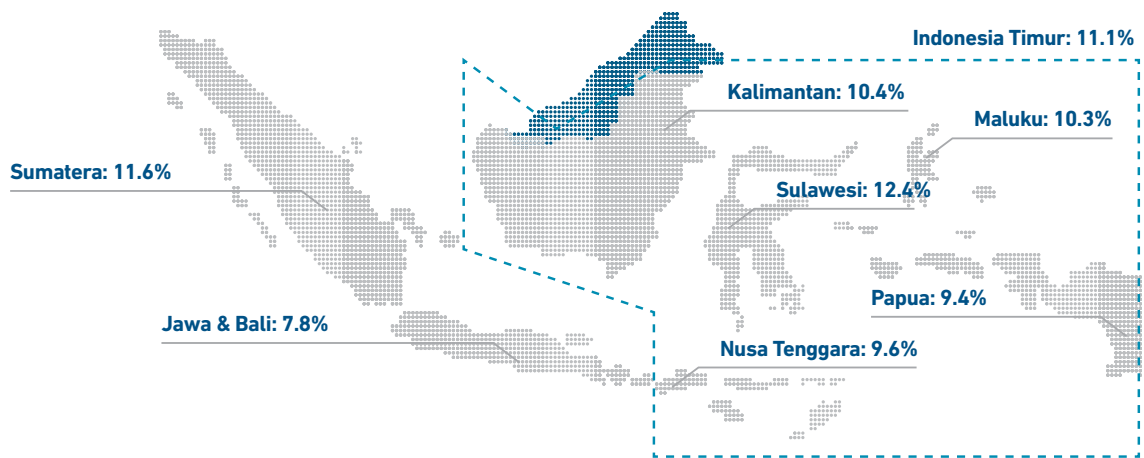 Indonesia Timur: 11.1%
Kalimantan: 10.4%
Maluku: 10.3%
Sumatera: 11.6%
Sulawesi: 12.4%
Papua: 9.4%
Jawa & Bali: 7.8%
Nusa Tenggara: 9.6%